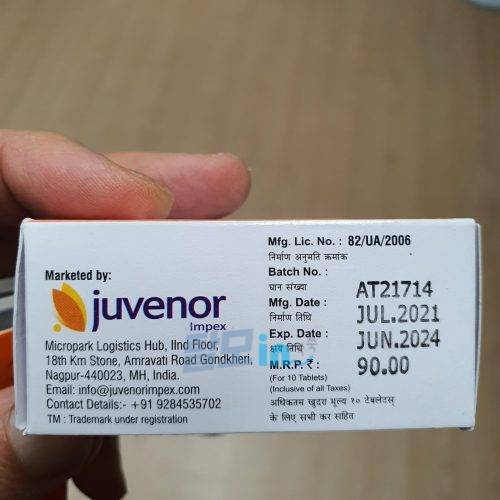 Marketed by:
juvenor
Impex
Micropark Logistics Hub, IInd Floor,
18th Km Stone, Amravati Road Gondkheri,
Nagpur-440023, MH, India.
Email: info@juvenorimpex.com
Contact Details:- +91 9284535702
TM : Trademark under registration
Mfg. Lic. No. : 82/UA/2006
निर्माण अनुमति क्रमांक
Batch No. :
घान संख्या AT21714
Mfg. Date :
निर्माण तिथि JUL.2021
Exp. Date :
क्षय तिथि JUN.2024
M.R.P. ₹ : 90.00
(For 10 Tablets)
(Inclusive of all Taxes)
अधिकतम खुदरा मूल्य १० टेबलेटस्
के लिए सभी कर सहित